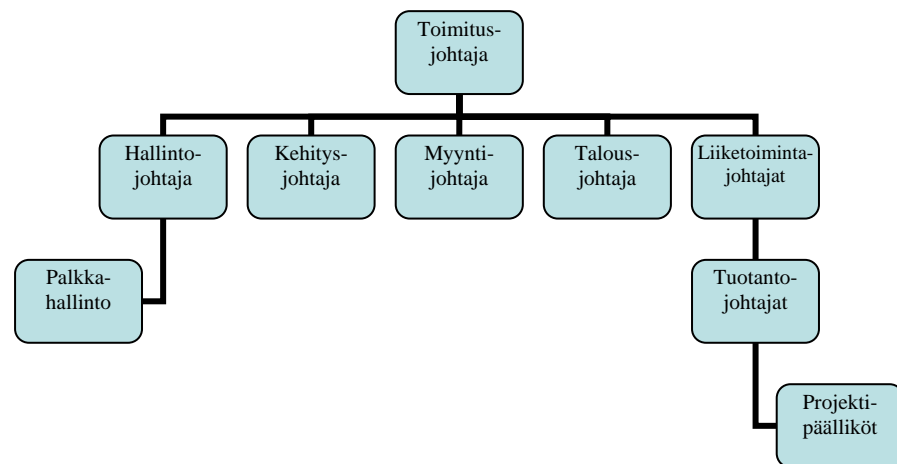 Toimitus-
johtaja
Hallinto-
johtaja
Kehitys-
johtaja
Myynti-
johtaja
Talous-
johtaja
Liiketoiminta-
johtajat
Palkka-
hallinto
Tuotanto-
johtajat
Projekti-
päälliköt